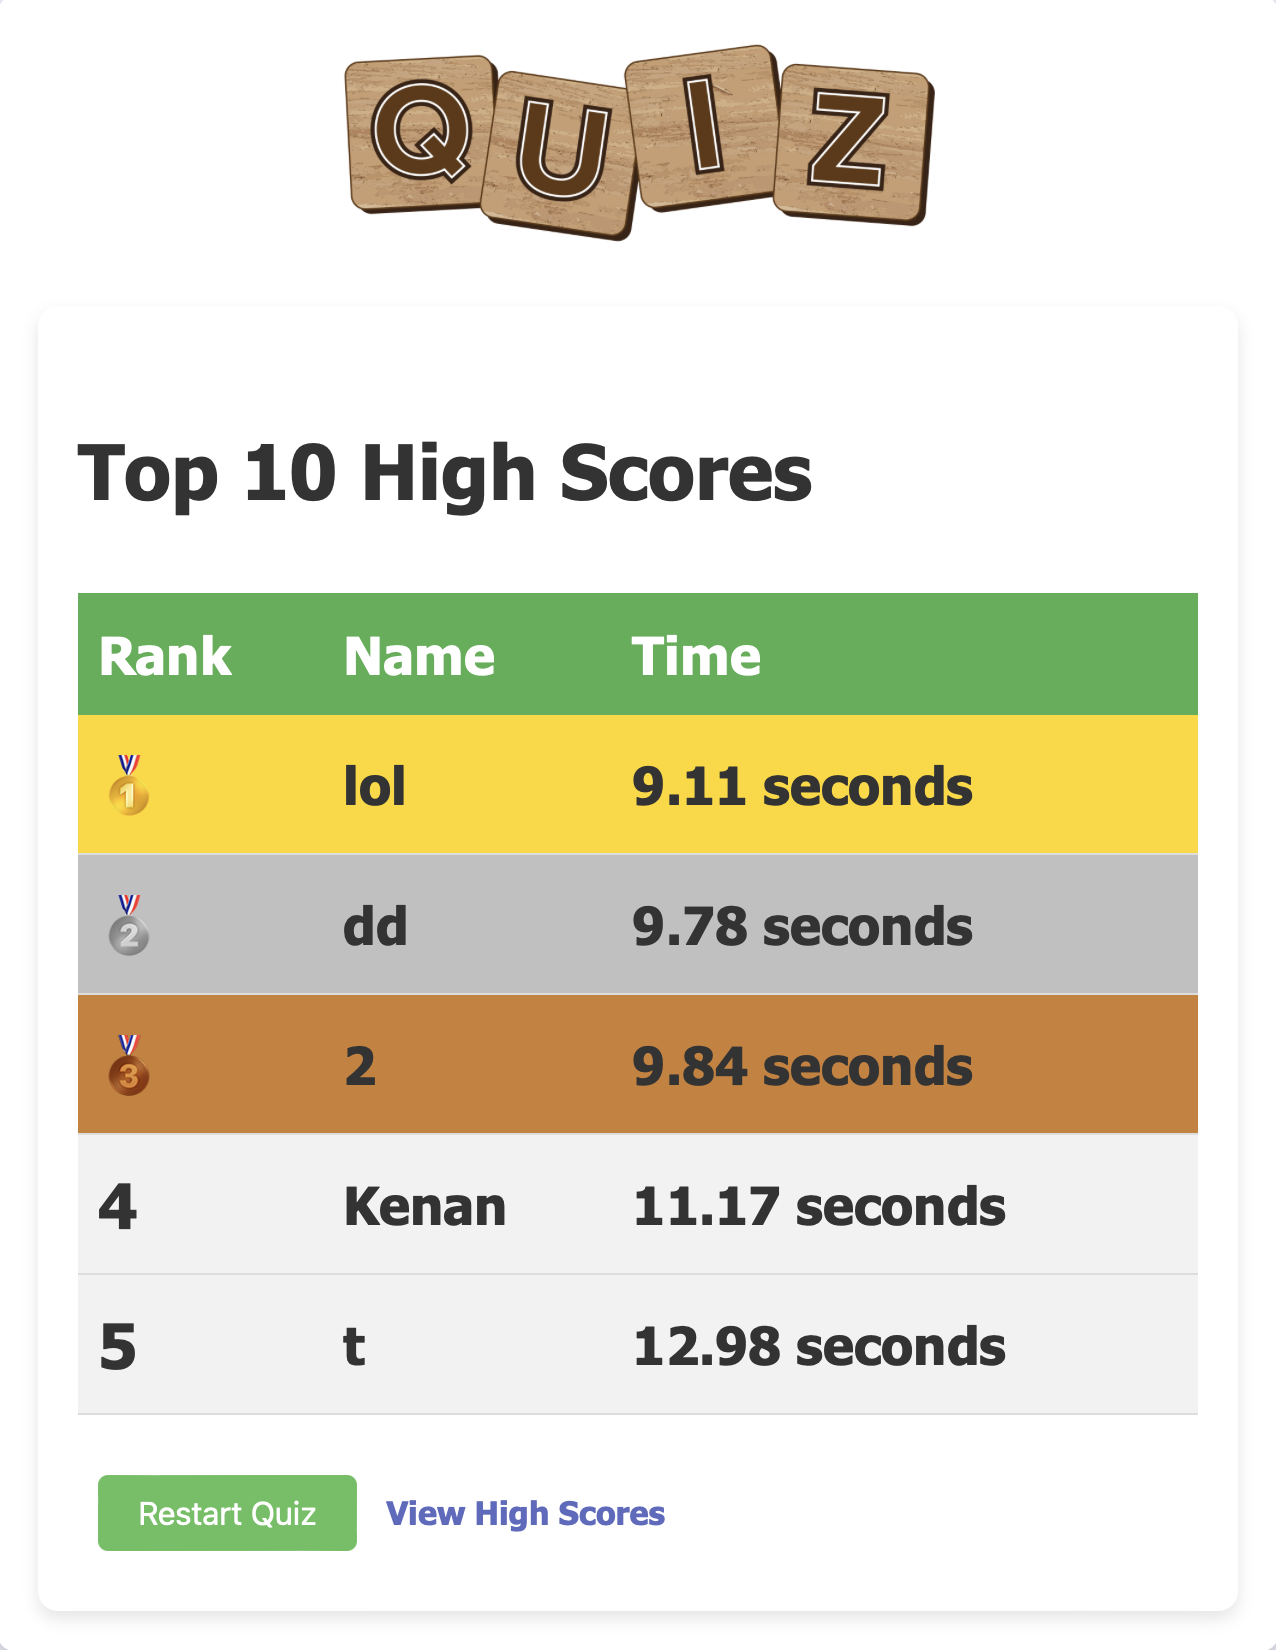 QUIZ
Top 10 High Scores
Rank Name Time
1 lol 9.11 seconds
2 dd 9.78 seconds
3 2 9.84 seconds
4 Kenan 11.17 seconds
5 t 12.98 seconds
Restart Quiz View High Scores